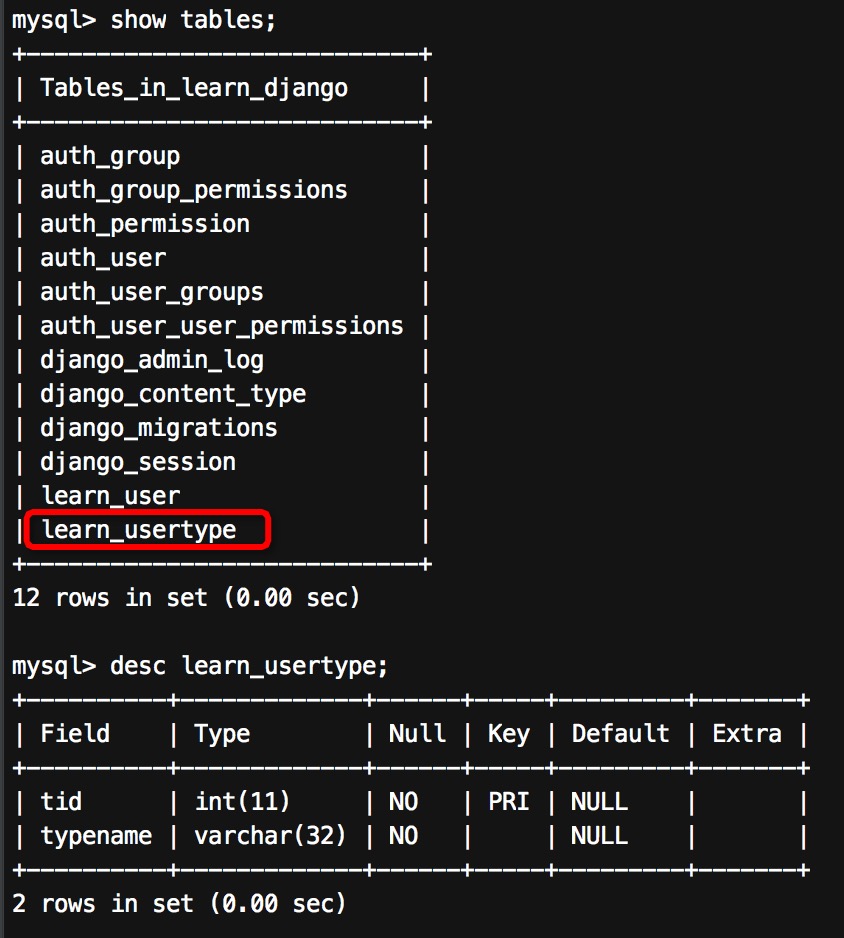 mysql> show tables;
+----------------------------+
| Tables_in_learn_django     |
+----------------------------+
| auth_group                 |
| auth_group_permissions     |
| auth_permission            |
| auth_user                  |
| auth_user_groups           |
| auth_user_user_permissions |
| django_admin_log           |
| django_content_type        |
| django_migrations          |
| django_session             |
| learn_user                 |
| learn_usertype             |
+----------------------------+
12 rows in set (0.00 sec)

mysql> desc learn_usertype;
+----------+-------------+------+-----+---------+-------+
| Field    | Type        | Null | Key | Default | Extra |
+----------+-------------+------+-----+---------+-------+
| tid      | int(11)     | NO   | PRI | NULL    |       |
| typename | varchar(32) | NO   |     | NULL    |       |
+----------+-------------+------+-----+---------+-------+
2 rows in set (0.00 sec)